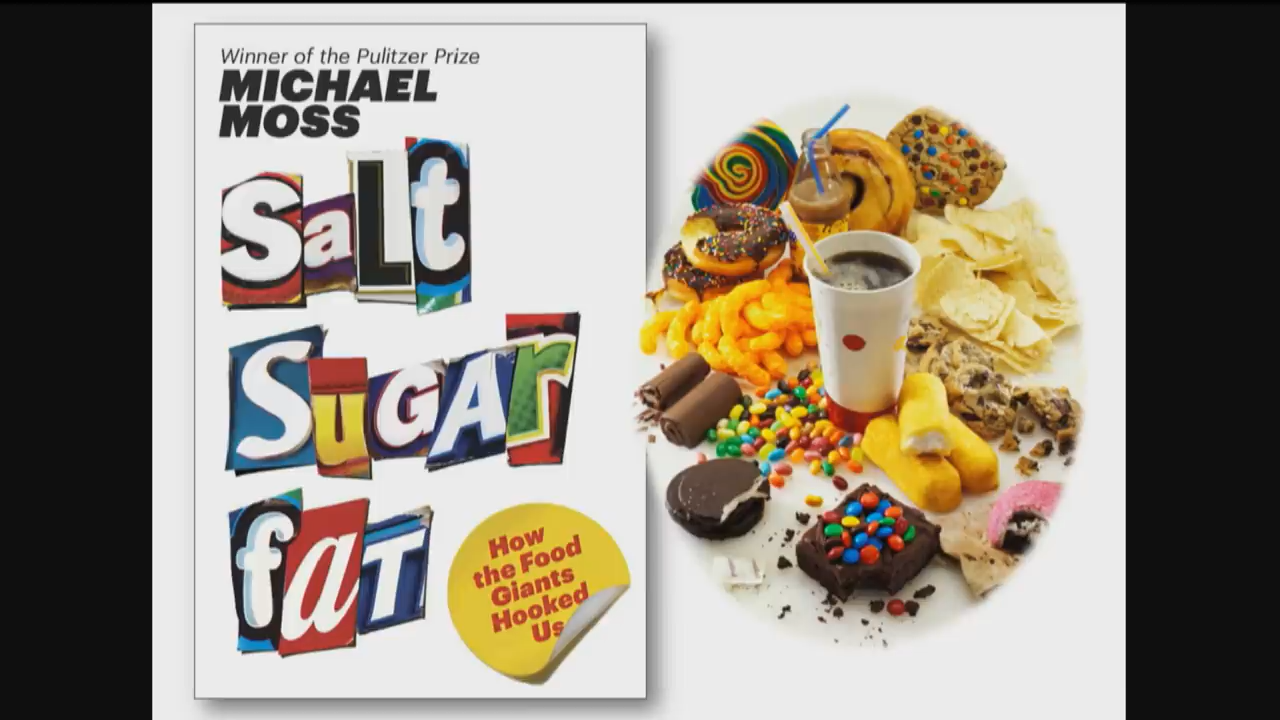 Winner of the Pulitzer Prize
MICHAEL
MOSS
SaLt
SuGAr
faT
How
the Food
Giants
Hooked
Us